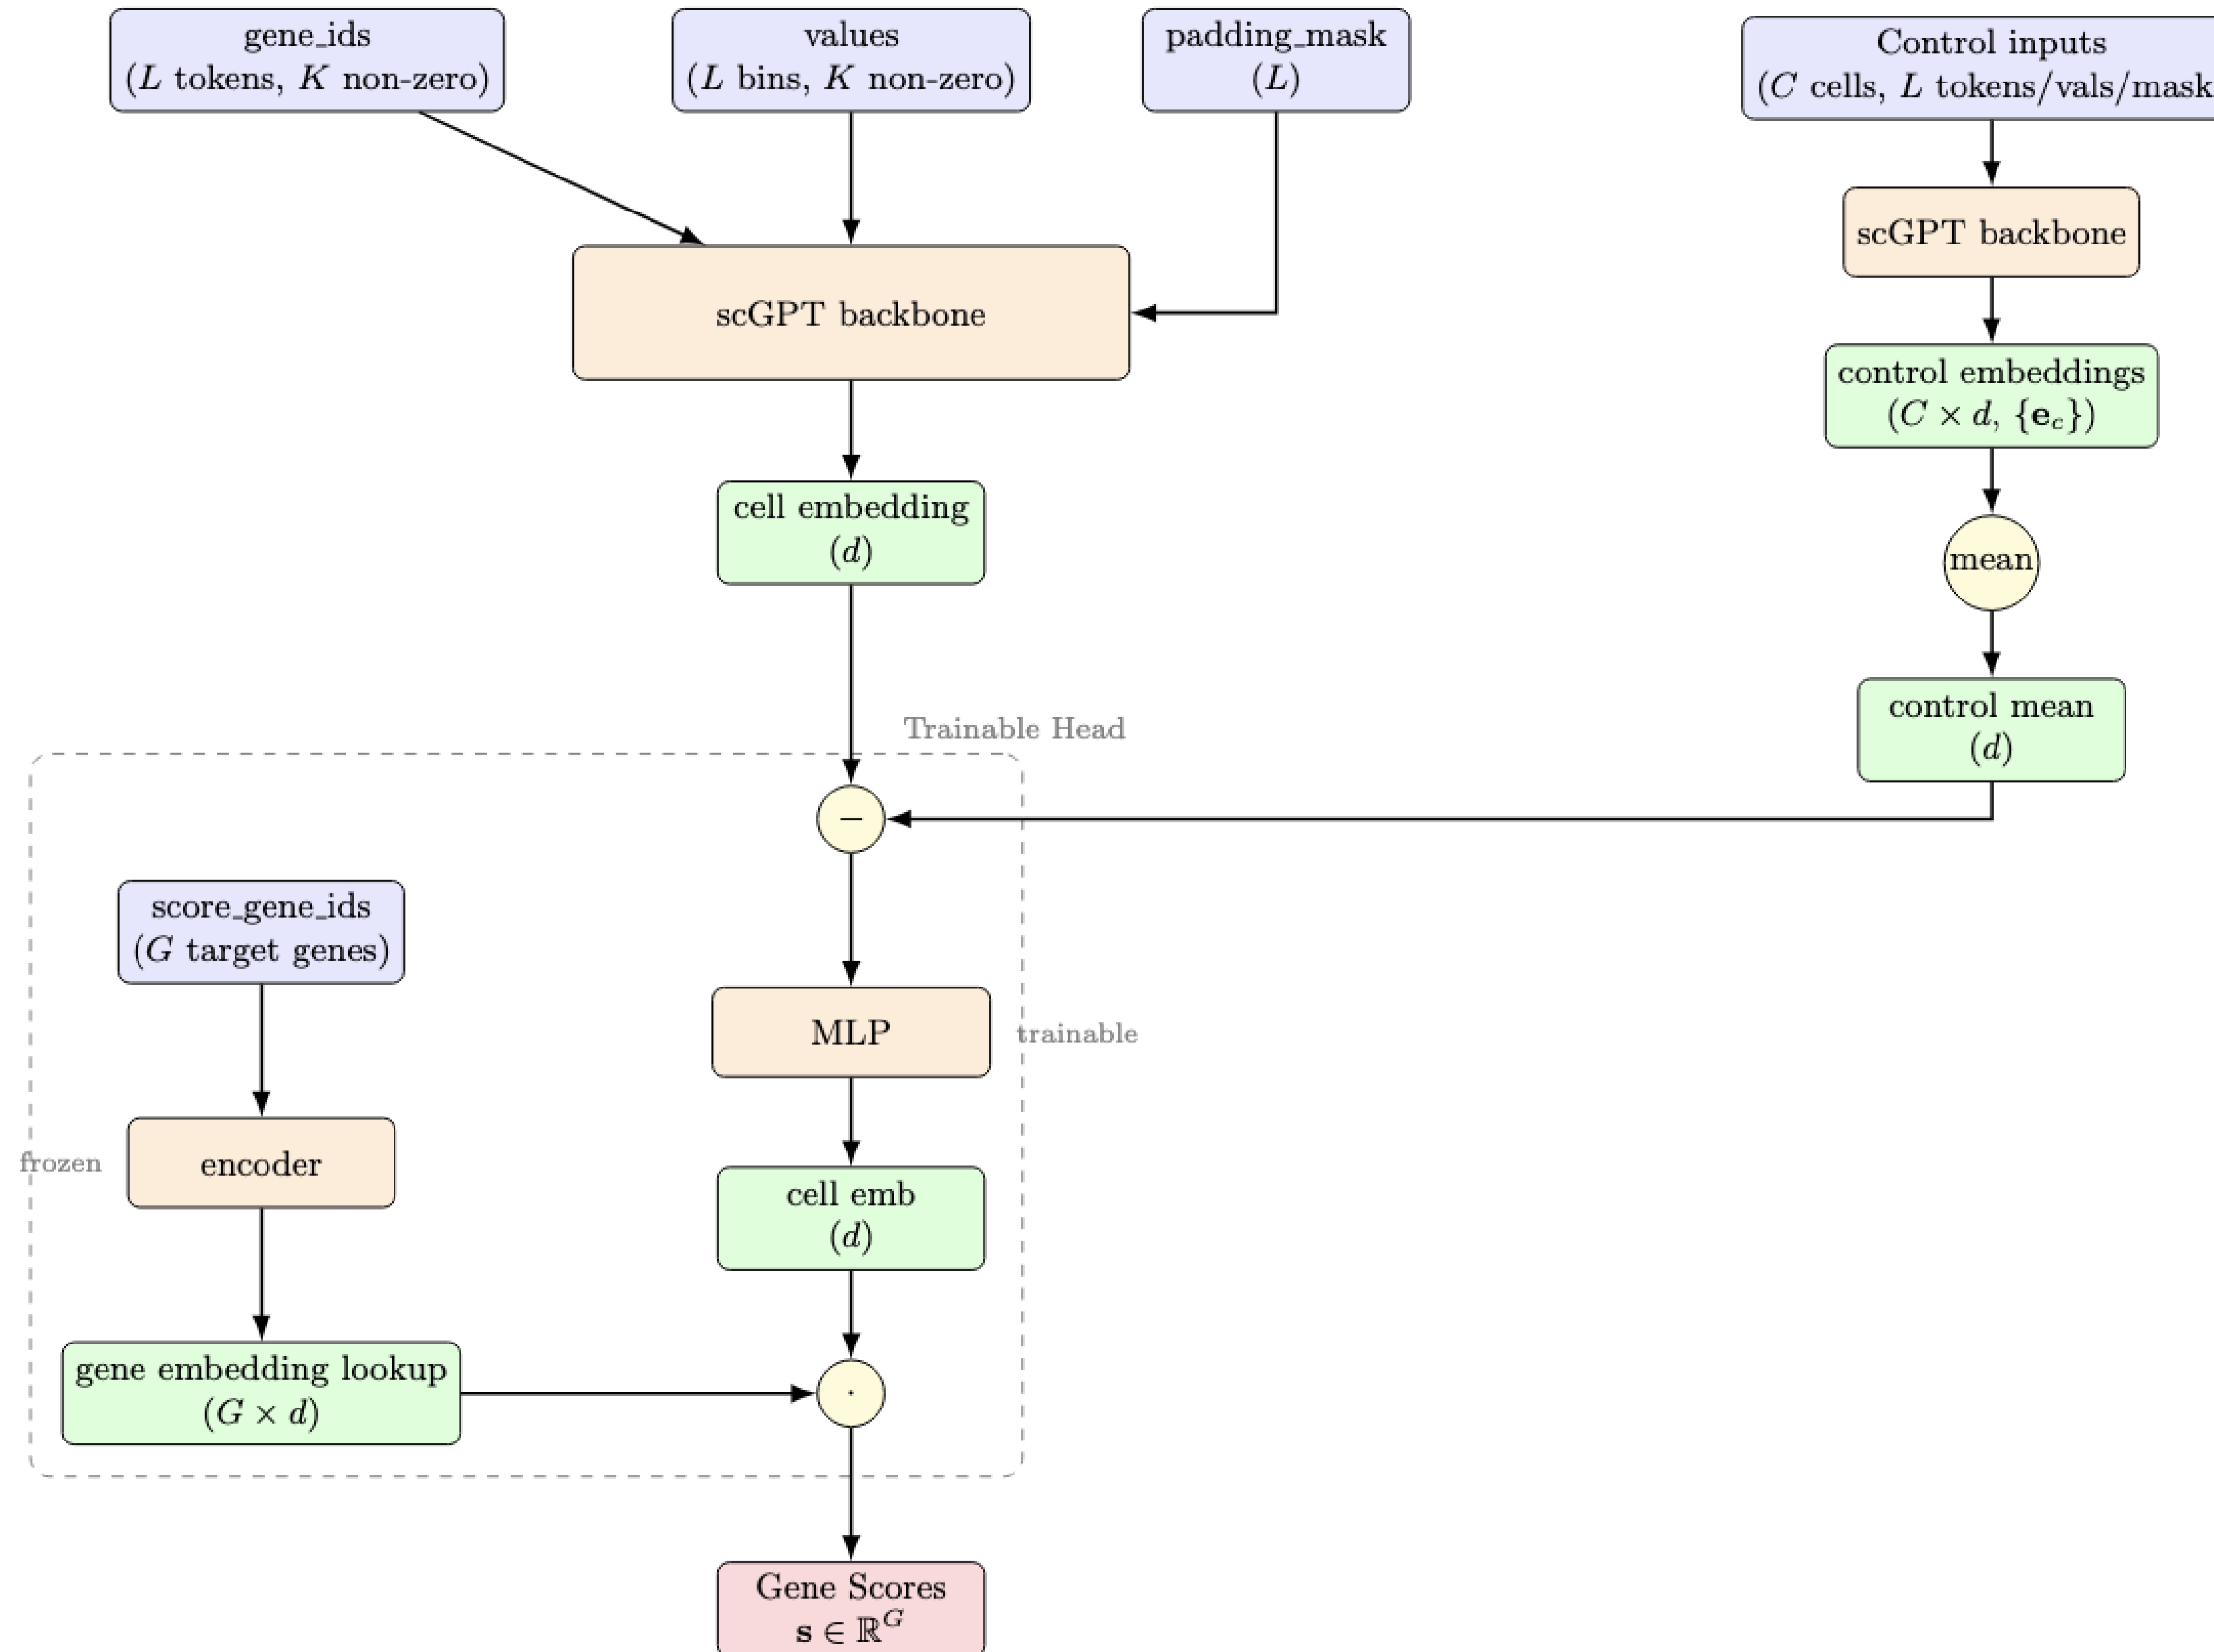 gene_ids
(L tokens, K non-zero)
values
(L bins, K non-zero)
padding_mask
(L)
Control inputs
(C cells, L tokens/vals/mask
scGPT backbone
scGPT backbone
control embeddings
(C × d, {e_c})
cell embedding
(d)
mean
control mean
(d)
Trainable Head
−
score_gene_ids
(G target genes)
MLP
trainable
encoder
frozen
cell emb
(d)
gene embedding lookup
(G × d)
·
Gene Scores
s ∈ ℝ^G